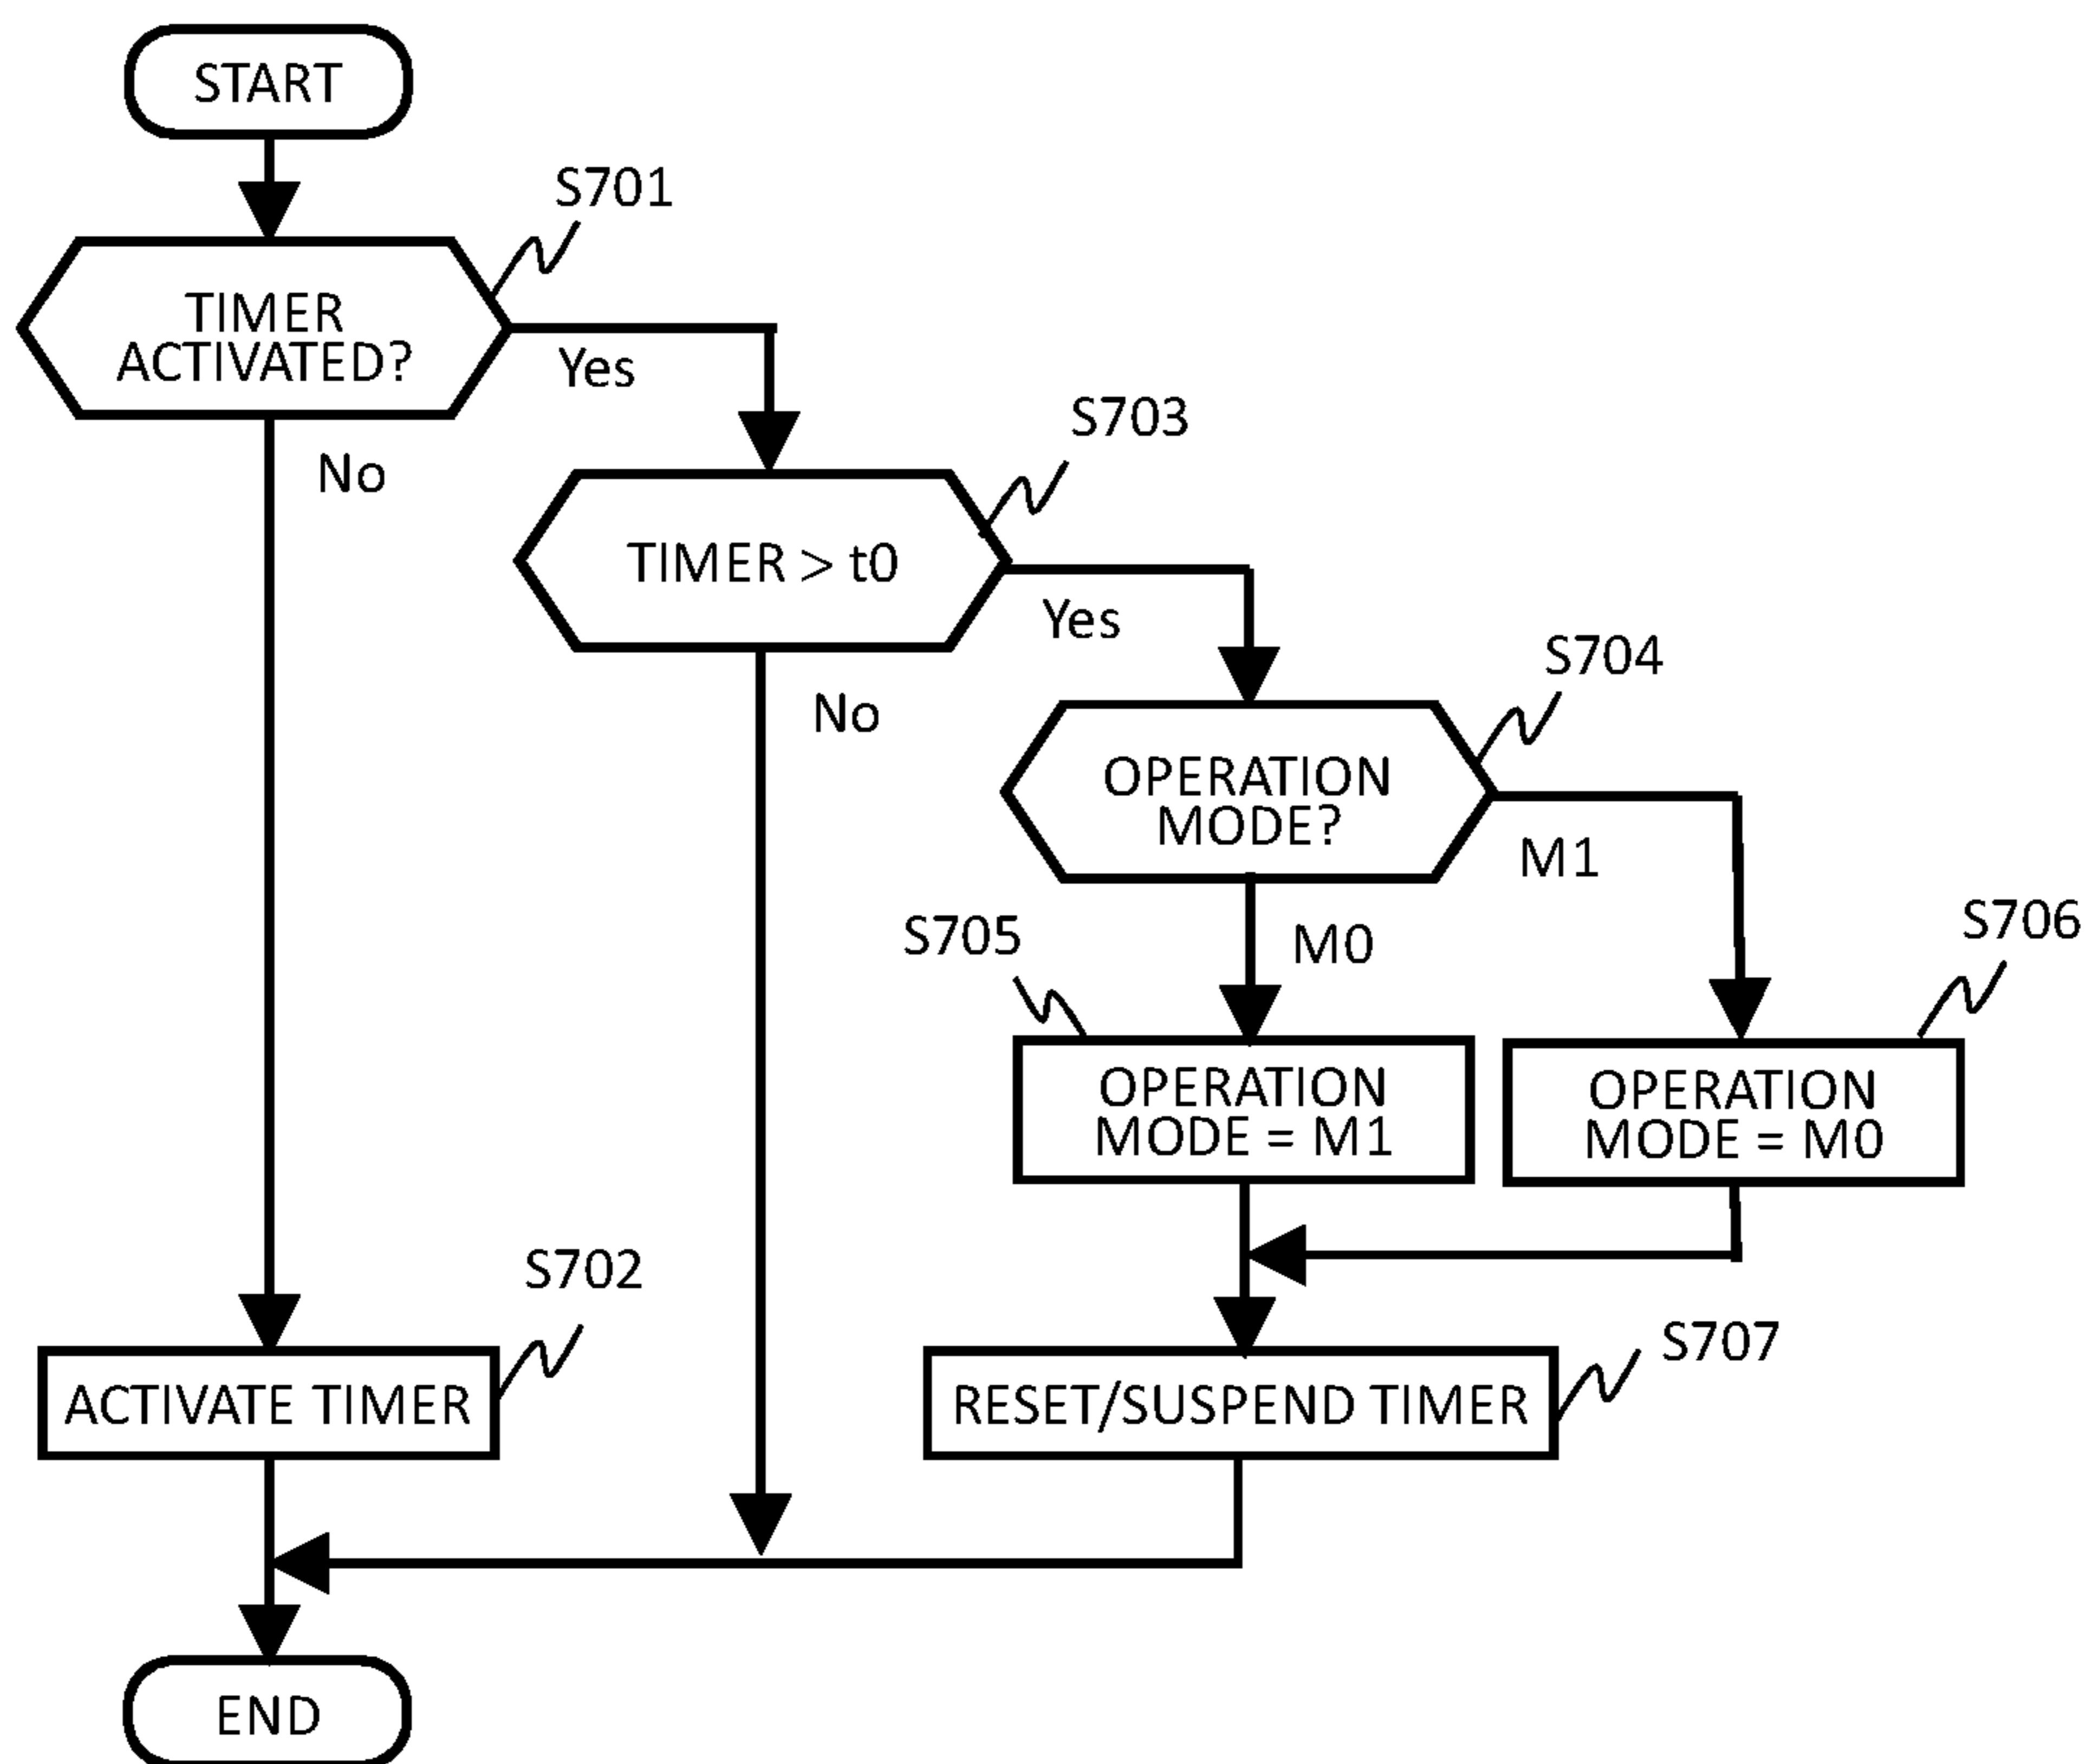 START
S701
TIMER
ACTIVATED?
Yes
No
S703
TIMER > t0
Yes
No
S704
OPERATION
MODE?
M1
M0
S705
S706
OPERATION
MODE = M1
OPERATION
MODE = M0
S702
ACTIVATE TIMER
S707
RESET/SUSPEND TIMER
END